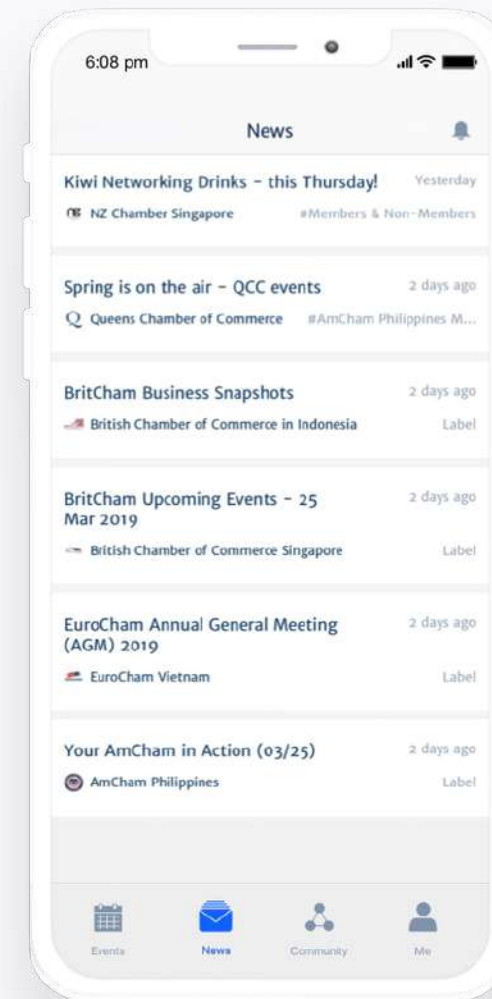 6:08 pm
News
Kiwi Networking Drinks - this Thursday!
Yesterday
NZ Chamber Singapore
#Members & Non-Members
Spring is on the air - QCC events
2 days ago
Queens Chamber of Commerce
#AmCham Philippines M...
BritCham Business Snapshots
2 days ago
British Chamber of Commerce in Indonesia
Label
BritCham Upcoming Events - 25
Mar 2019
2 days ago
British Chamber of Commerce Singapore
Label
EuroCham Annual General Meeting
(AGM) 2019
2 days ago
EuroCham Vietnam
Label
Your AmCham in Action (03/25)
2 days ago
AmCham Philippines
Label
Events
News
Community
Me